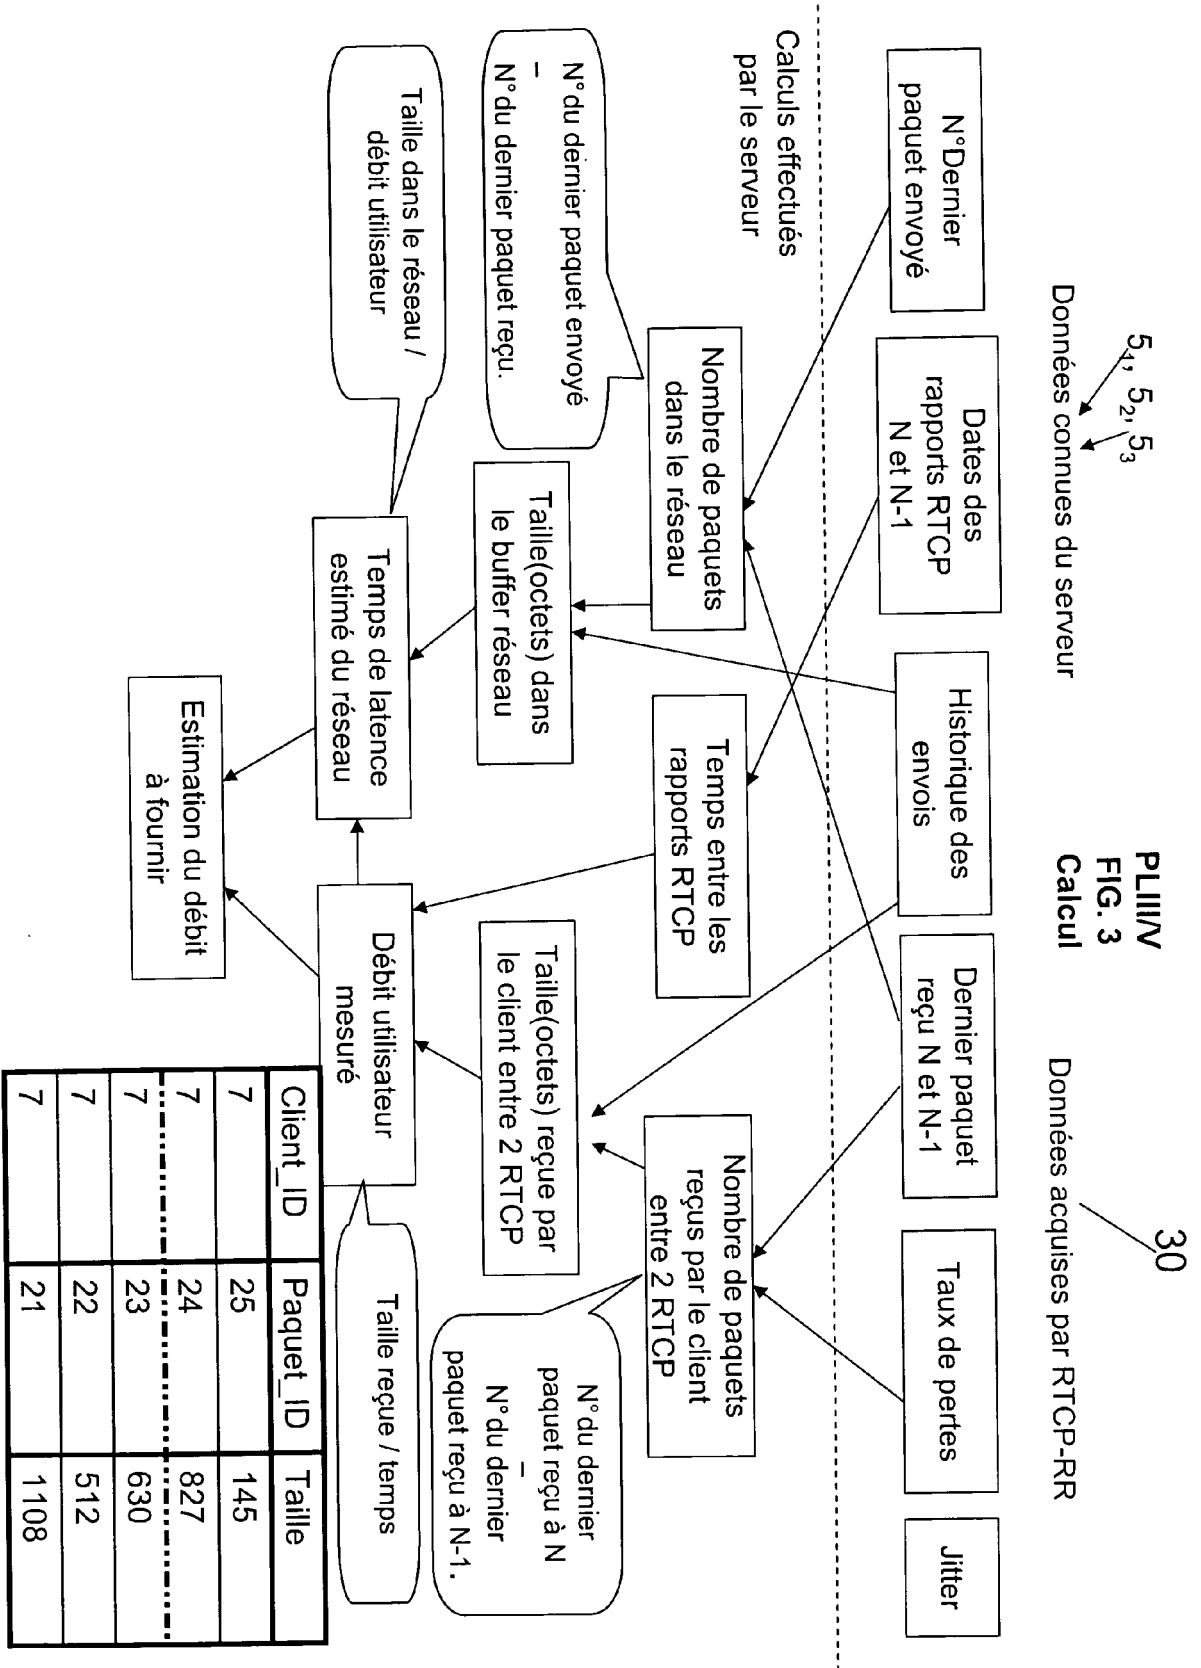 PLIII/V
FIG. 3
Calcul
5₁, 5₂, 5₃
30
Données connues du serveur
Données acquises par RTCP-RR
N°Dernier
paquet envoyé
Dates des
rapports RTCP
N et N-1
Historique des
envois
Dernier paquet
reçu N et N-1
Taux de pertes
Jitter
Calculs effectués
par le serveur
Nombre de paquets
dans le réseau
Temps entre les
rapports RTCP
Nombre de paquets
reçus par le client
entre 2 RTCP
N°du dernier paquet envoyé
–
N°du dernier paquet reçu.
Taille(octets) dans
le buffer réseau
Taille(octets) reçue par
le client entre 2 RTCP
N°du dernier
paquet reçu à N
–
N°du dernier
paquet reçu à N-1.
Taille dans le réseau /
débit utilisateur
Temps de latence
estimé du réseau
Débit utilisateur
mesuré
Taille reçue / temps
Estimation du débit
à fournir
Client_ID Paquet_ID Taille
7 25 145
7 24 827
7 23 630
7 22 512
7 21 1108